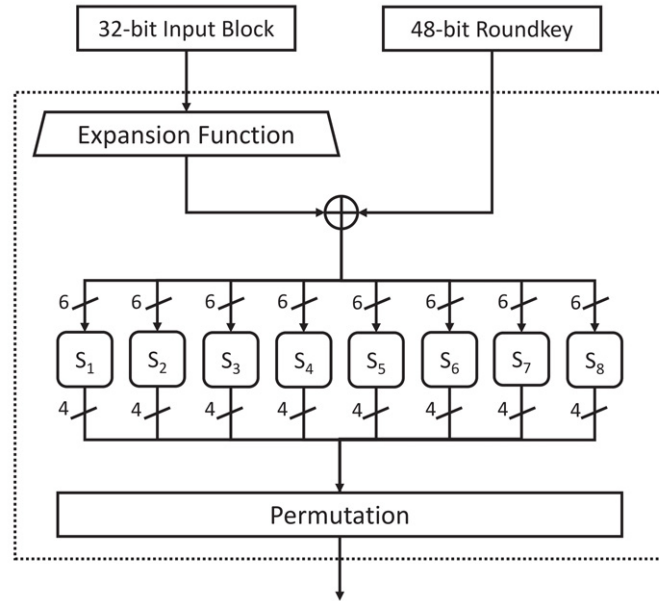 32-bit Input Block 48-bit Roundkey
Expansion Function
6 6 6 6 6 6 6 6
S₁ S₂ S₃ S₄ S₅ S₆ S₇ S₈
4 4 4 4 4 4 4 4
Permutation